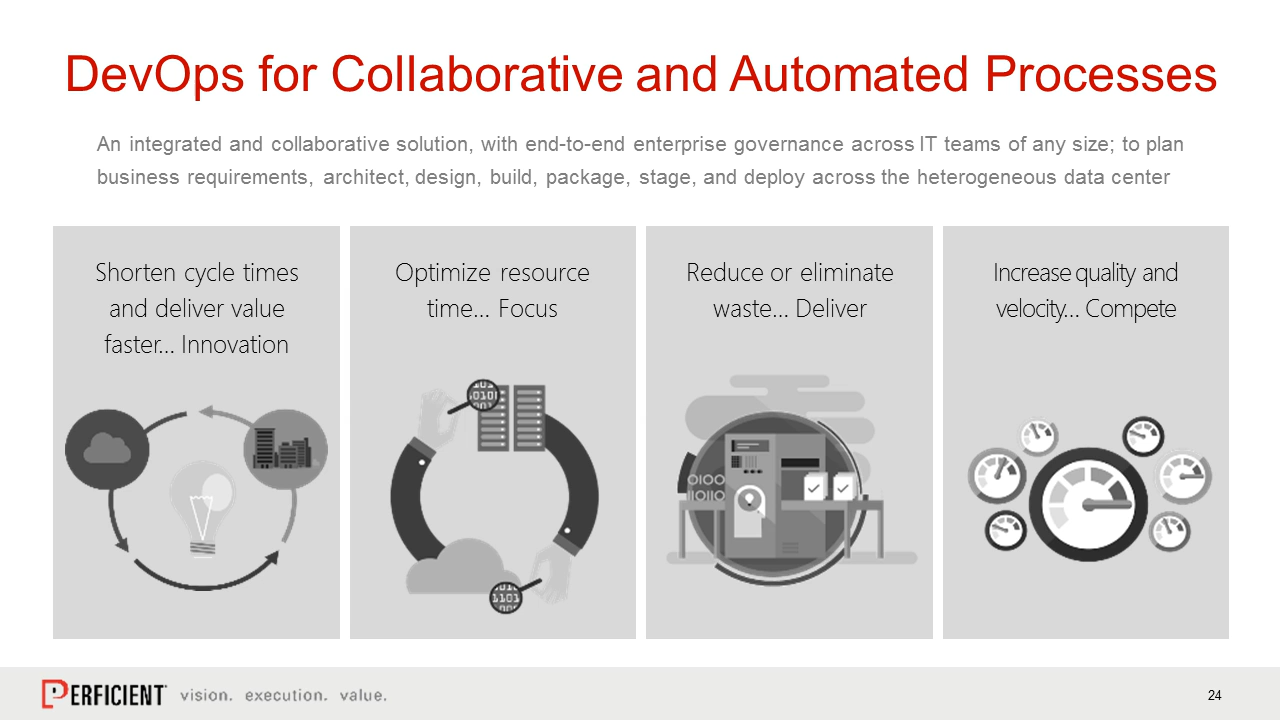 DevOps for Collaborative and Automated Processes
An integrated and collaborative solution, with end-to-end enterprise governance across IT teams of any size; to plan
business requirements, architect, design, build, package, stage, and deploy across the heterogeneous data center
Shorten cycle times
and deliver value
faster... Innovation
Optimize resource
time... Focus
Reduce or eliminate
waste... Deliver
Increase quality and
velocity... Compete
0100
10110
PERFICIENT vision. execution. value.
24